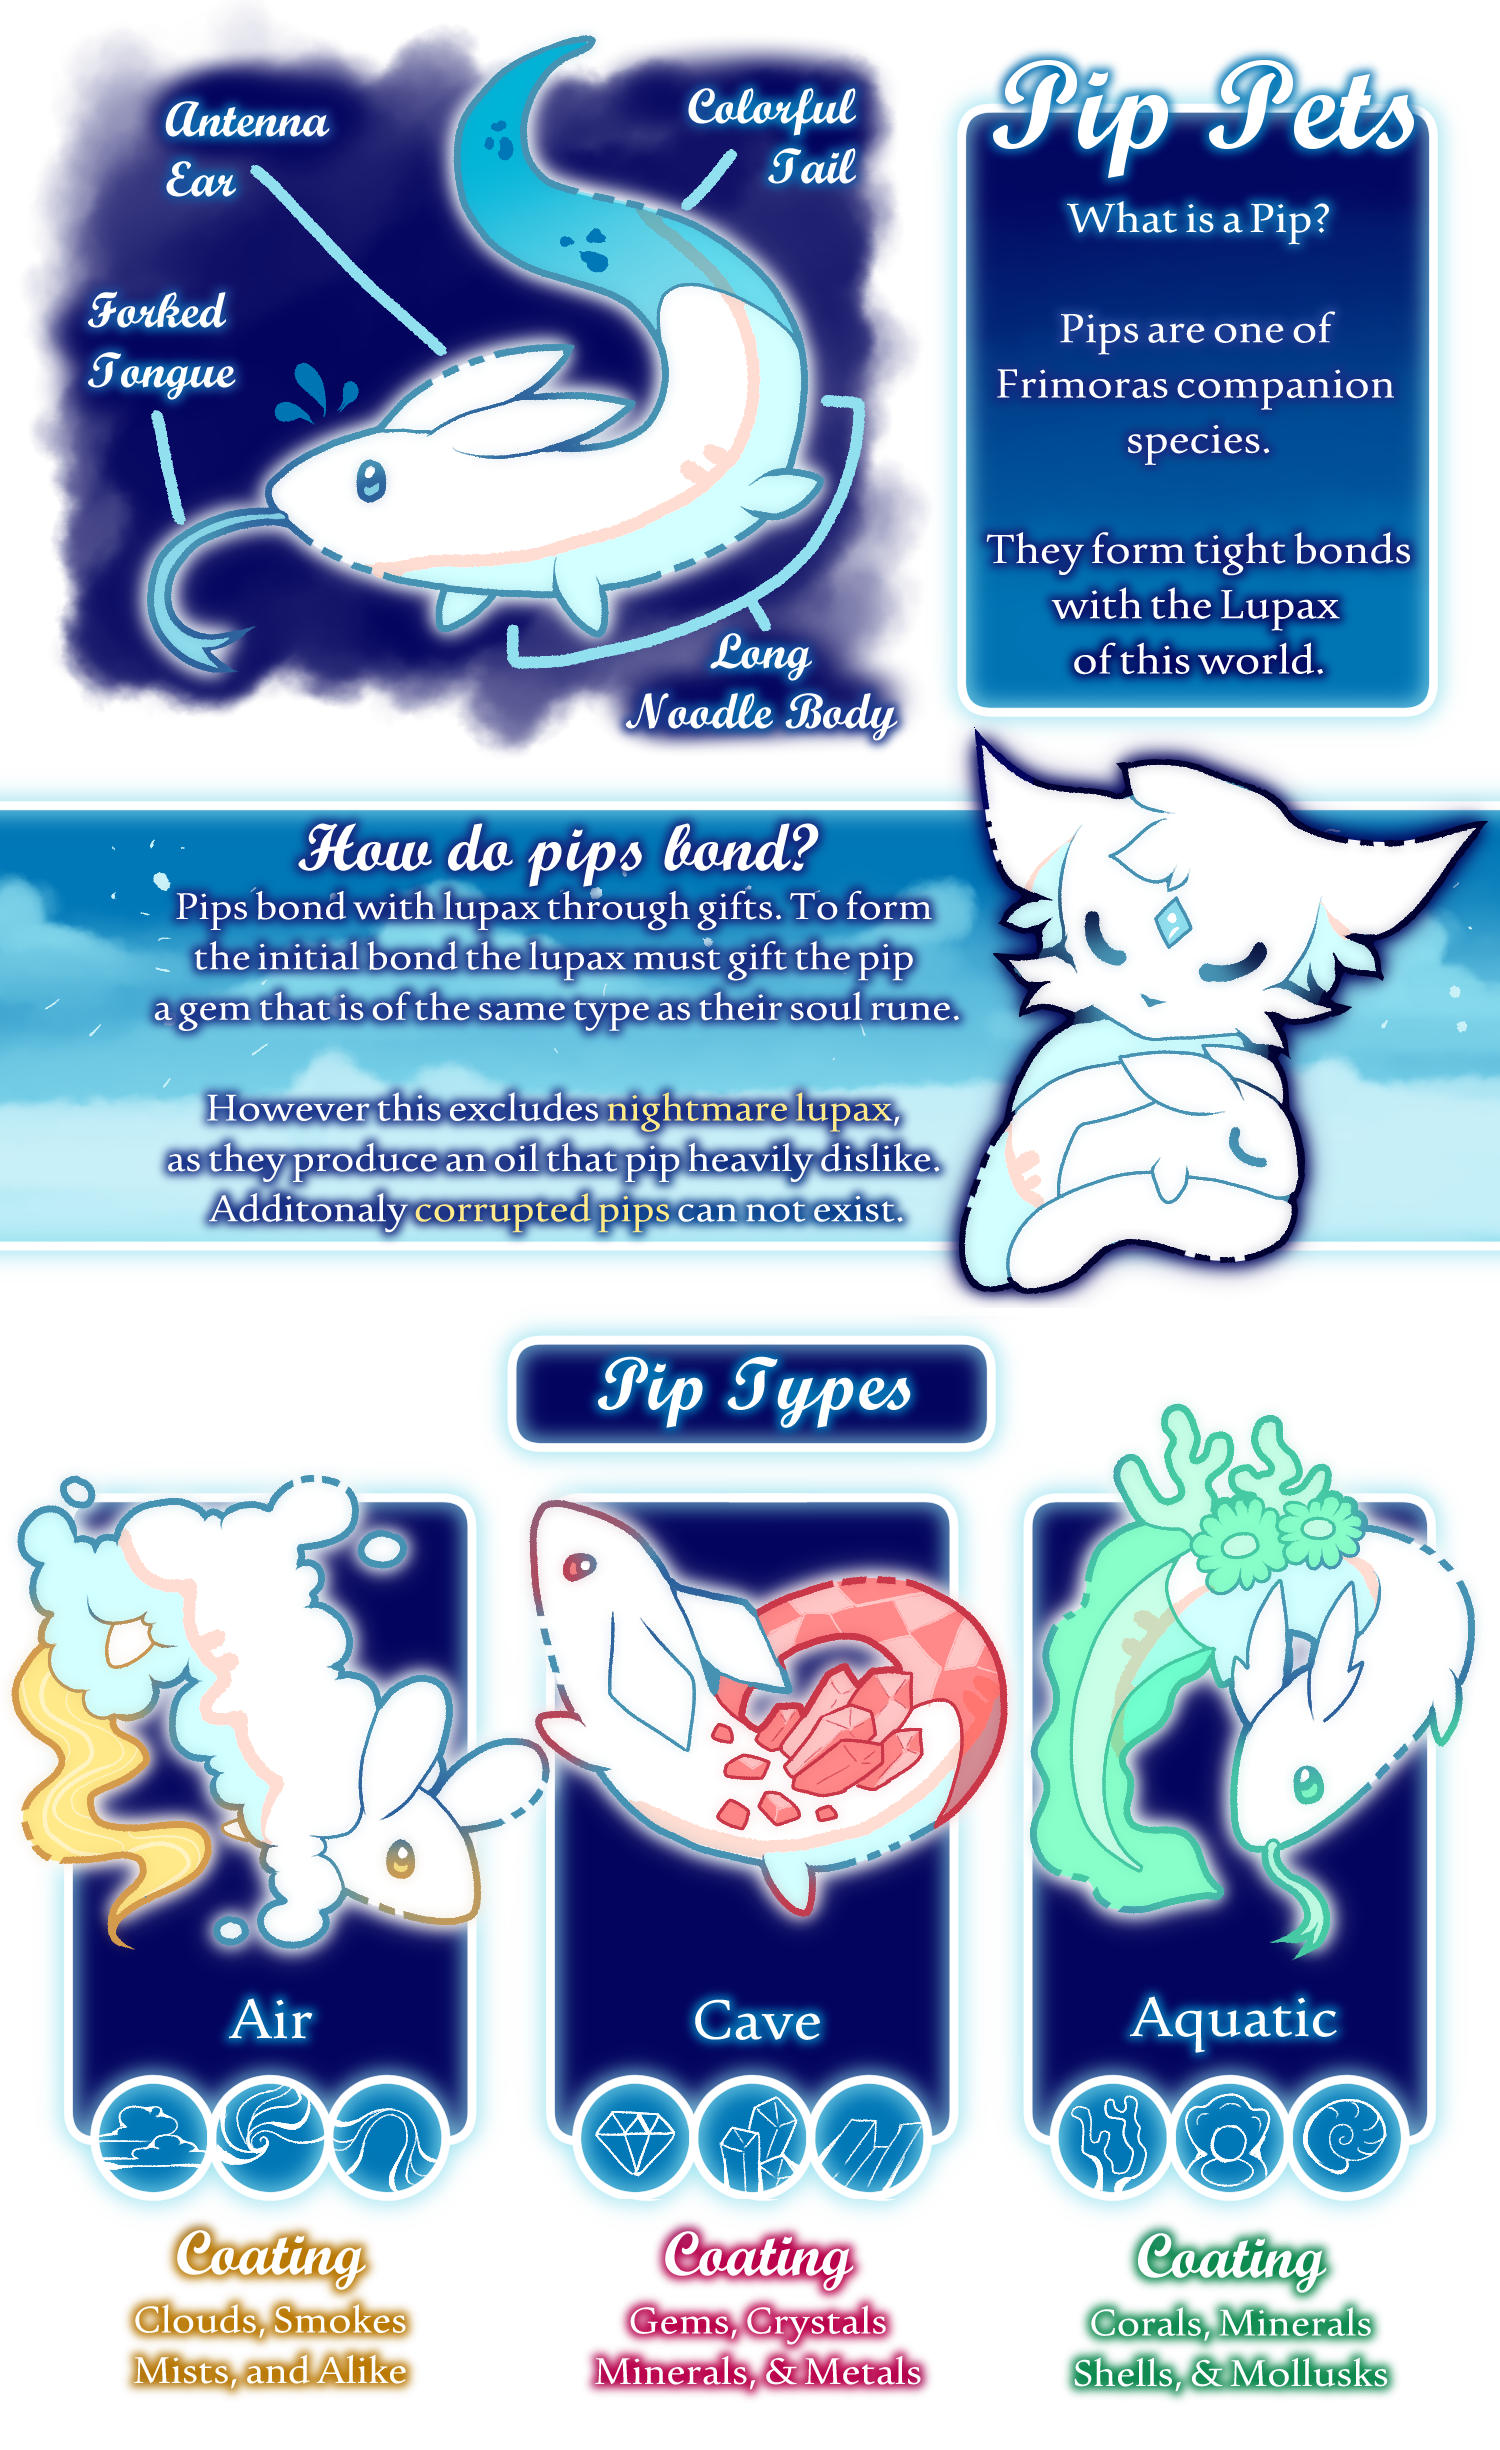 Antenna
Ear
Colorful
Tail
Forked
Tongue
Long
Noodle Body
Pip Pets
What is a Pip?
Pips are one of
Frimoras companion
species.
They form tight bonds
with the Lupax
of this world.
How do pips bond?
Pips bond with lupax through gifts. To form
the initial bond the lupax must gift the pip
a gem that is of the same type as their soul rune.
However this excludes nightmare lupax,
as they produce an oil that pip heavily dislike.
Additonaly corrupted pips can not exist.
Pip Types
Air
Coating
Clouds, Smokes
Mists, and Alike
Cave
Coating
Gems, Crystals
Minerals, & Metals
Aquatic
Coating
Corals, Minerals
Shells, & Mollusks